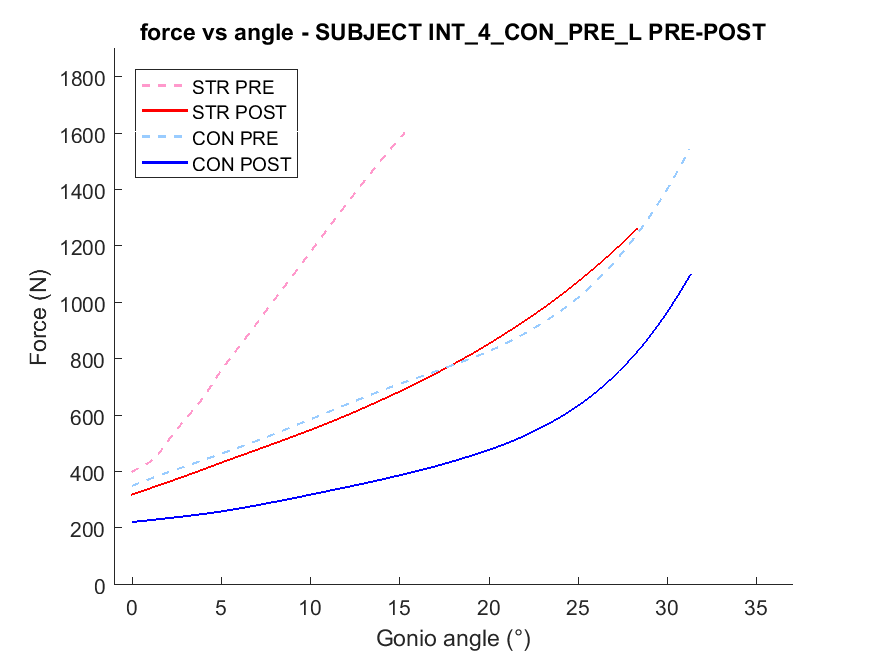 force vs angle - SUBJECT INT_4_CON_PRE_L PRE-POST
1800
1600
1400
1200
1000
800
600
400
200
0
Force (N)
STR PRE
STR POST
CON PRE
CON POST
0 5 10 15 20 25 30 35
Gonio angle (°)